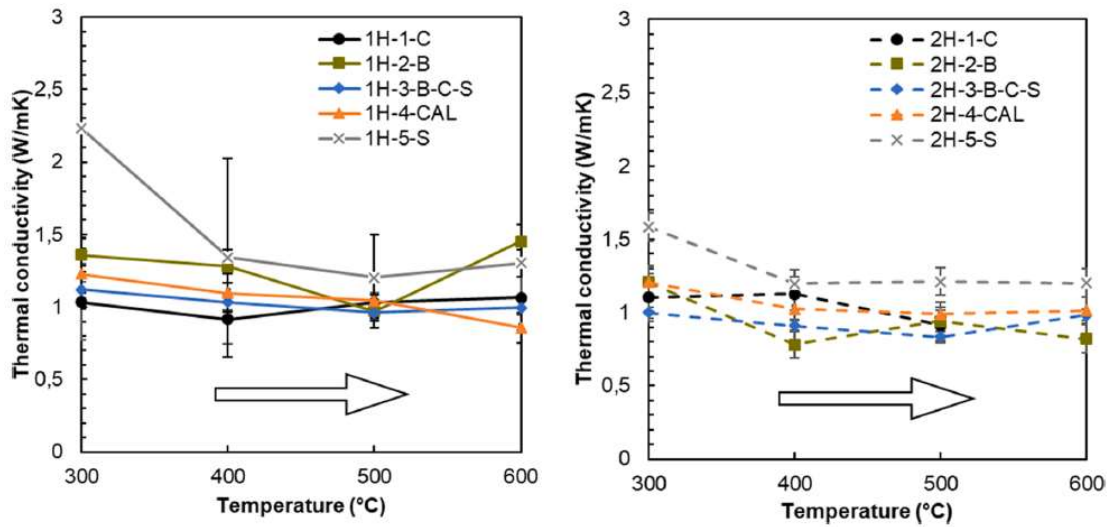 Thermal conductivity (W/mK)
3
2,5
2
1,5
1
0,5
0
300
400
500
600
Temperature (°C)
1H-1-C
1H-2-B
1H-3-B-C-S
1H-4-CAL
1H-5-S
Thermal conductivity (W/mK)
3
2,5
2
1,5
1
0,5
0
300
400
500
600
Temperature (°C)
2H-1-C
2H-2-B
2H-3-B-C-S
2H-4-CAL
2H-5-S